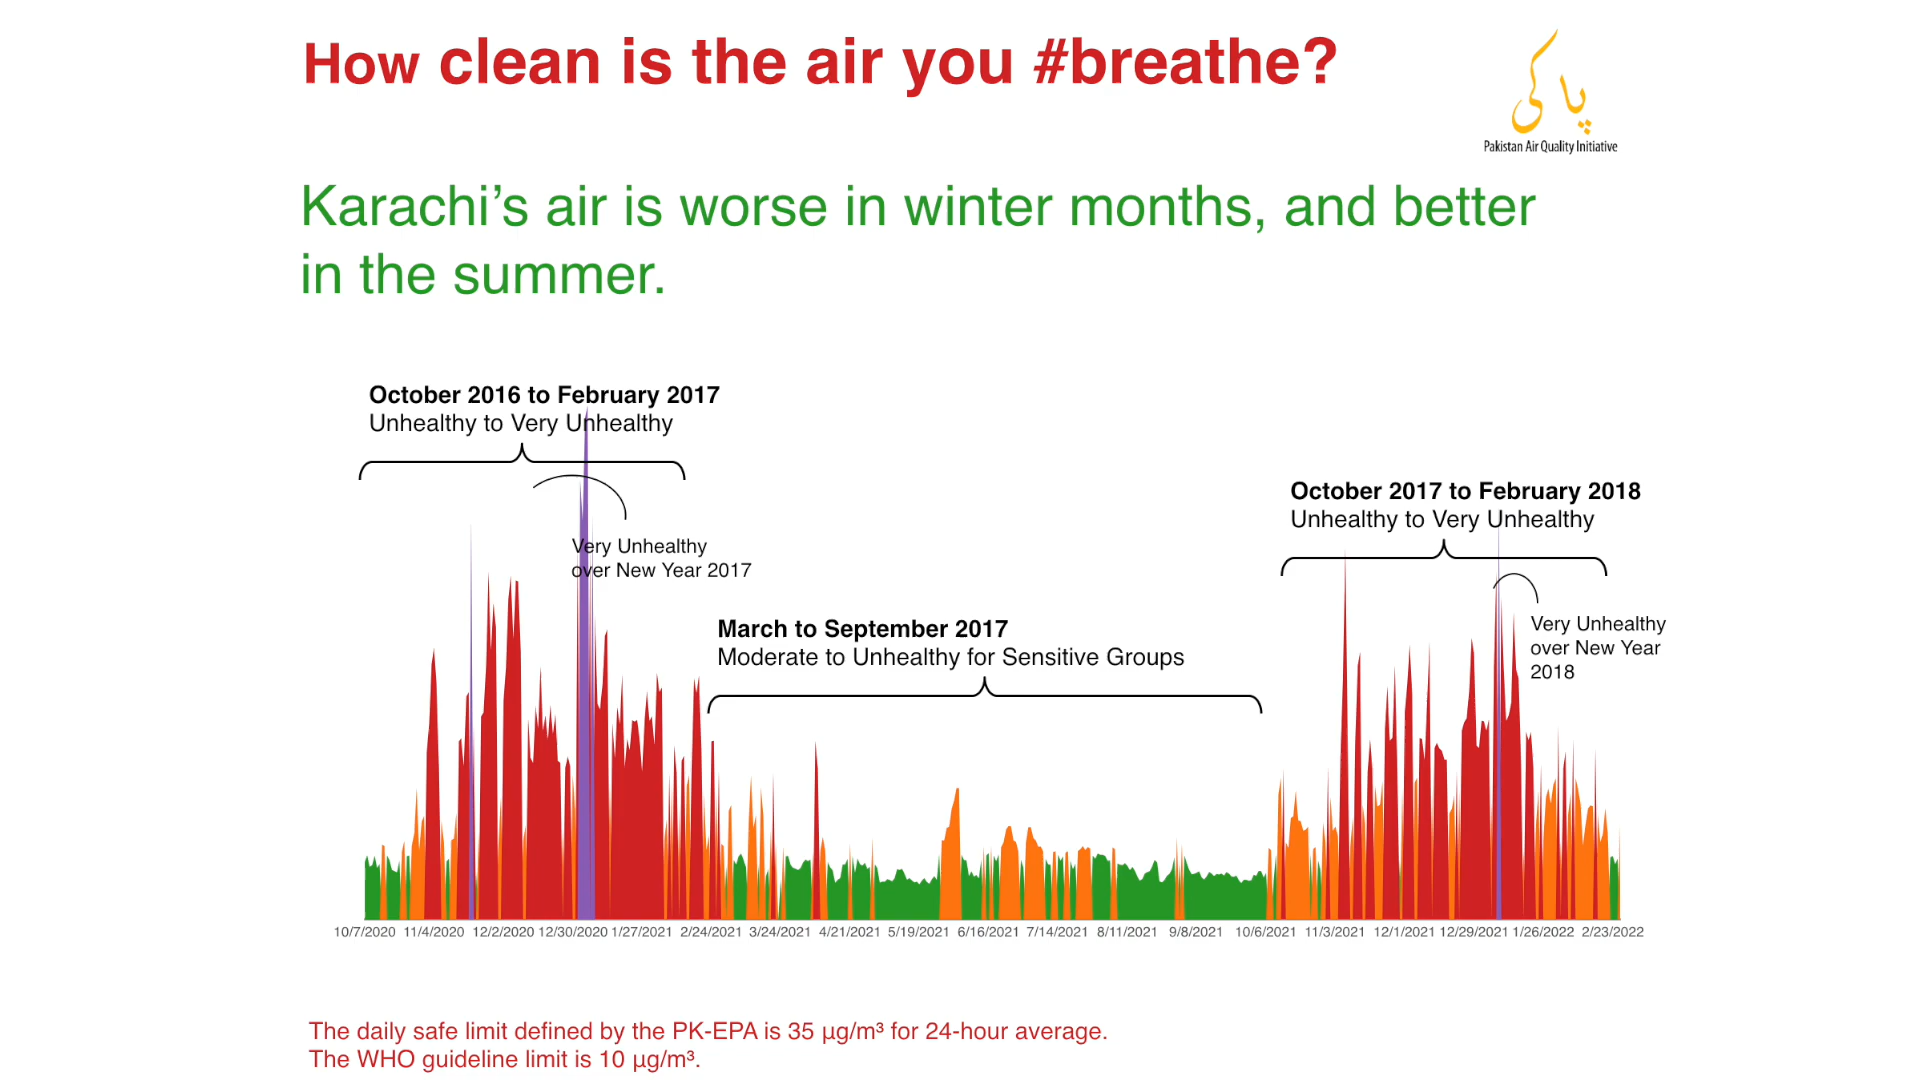 How clean is the air you #breathe?
پاکی
Pakistan Air Quality Initiative
Karachi’s air is worse in winter months, and better
in the summer.
October 2016 to February 2017
Unhealthy to Very Unhealthy
Very Unhealthy
over New Year 2017
March to September 2017
Moderate to Unhealthy for Sensitive Groups
October 2017 to February 2018
Unhealthy to Very Unhealthy
Very Unhealthy
over New Year
2018
10/7/2020 11/4/2020 12/2/2020 12/30/2020 1/27/2021 2/24/2021 3/24/2021 4/21/2021 5/19/2021 6/16/2021 7/14/2021 8/11/2021 9/8/2021 10/6/2021 11/3/2021 12/1/2021 12/29/2021 1/26/2022 2/23/2022
The daily safe limit defined by the PK-EPA is 35 µg/m³ for 24-hour average.
The WHO guideline limit is 10 µg/m³.